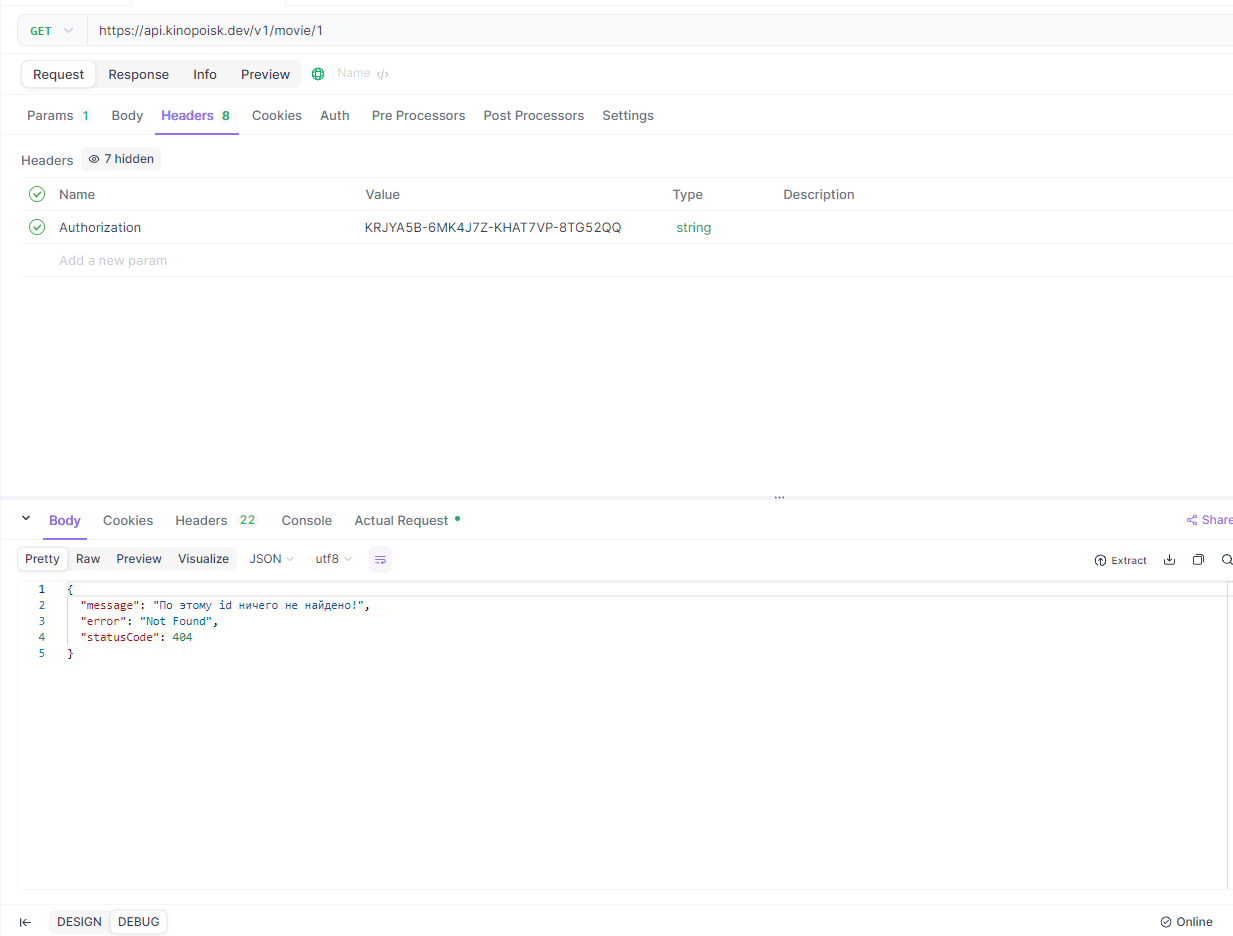 GET https://api.kinopoisk.dev/v1/movie/1
Request Response Info Preview Name </>
Params 1 Body Headers 8 Cookies Auth Pre Processors Post Processors Settings
Headers 7 hidden
Name Value Type Description
Authorization KRJYA5B-6MK4J7Z-KHAT7VP-8TG52QQ string
Add a new param
Body Cookies Headers 22 Console Actual Request Share
Pretty Raw Preview Visualize JSON utf8 Extract
1 {
2 "message": "По этому id ничего не найдено!",
3 "error": "Not Found",
4 "statusCode": 404
5 }
DESIGN DEBUG Online